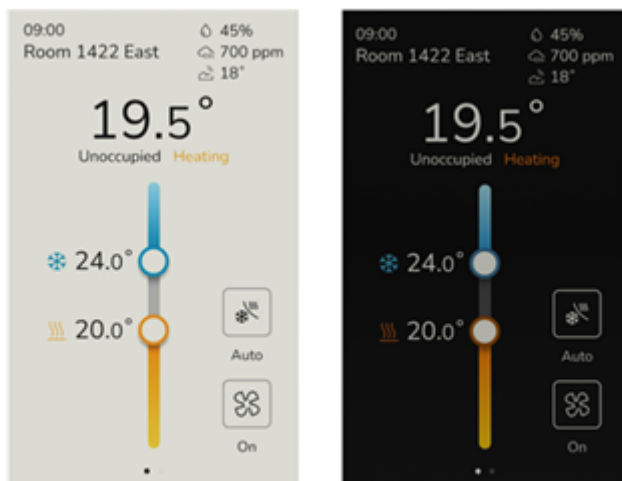 09:00
Room 1422 East
45%
700 ppm
18°
19.5°
Unoccupied Heating
24.0°
20.0°
Auto
On
09:00
Room 1422 East
45%
700 ppm
18°
19.5°
Unoccupied Heating
24.0°
20.0°
Auto
On